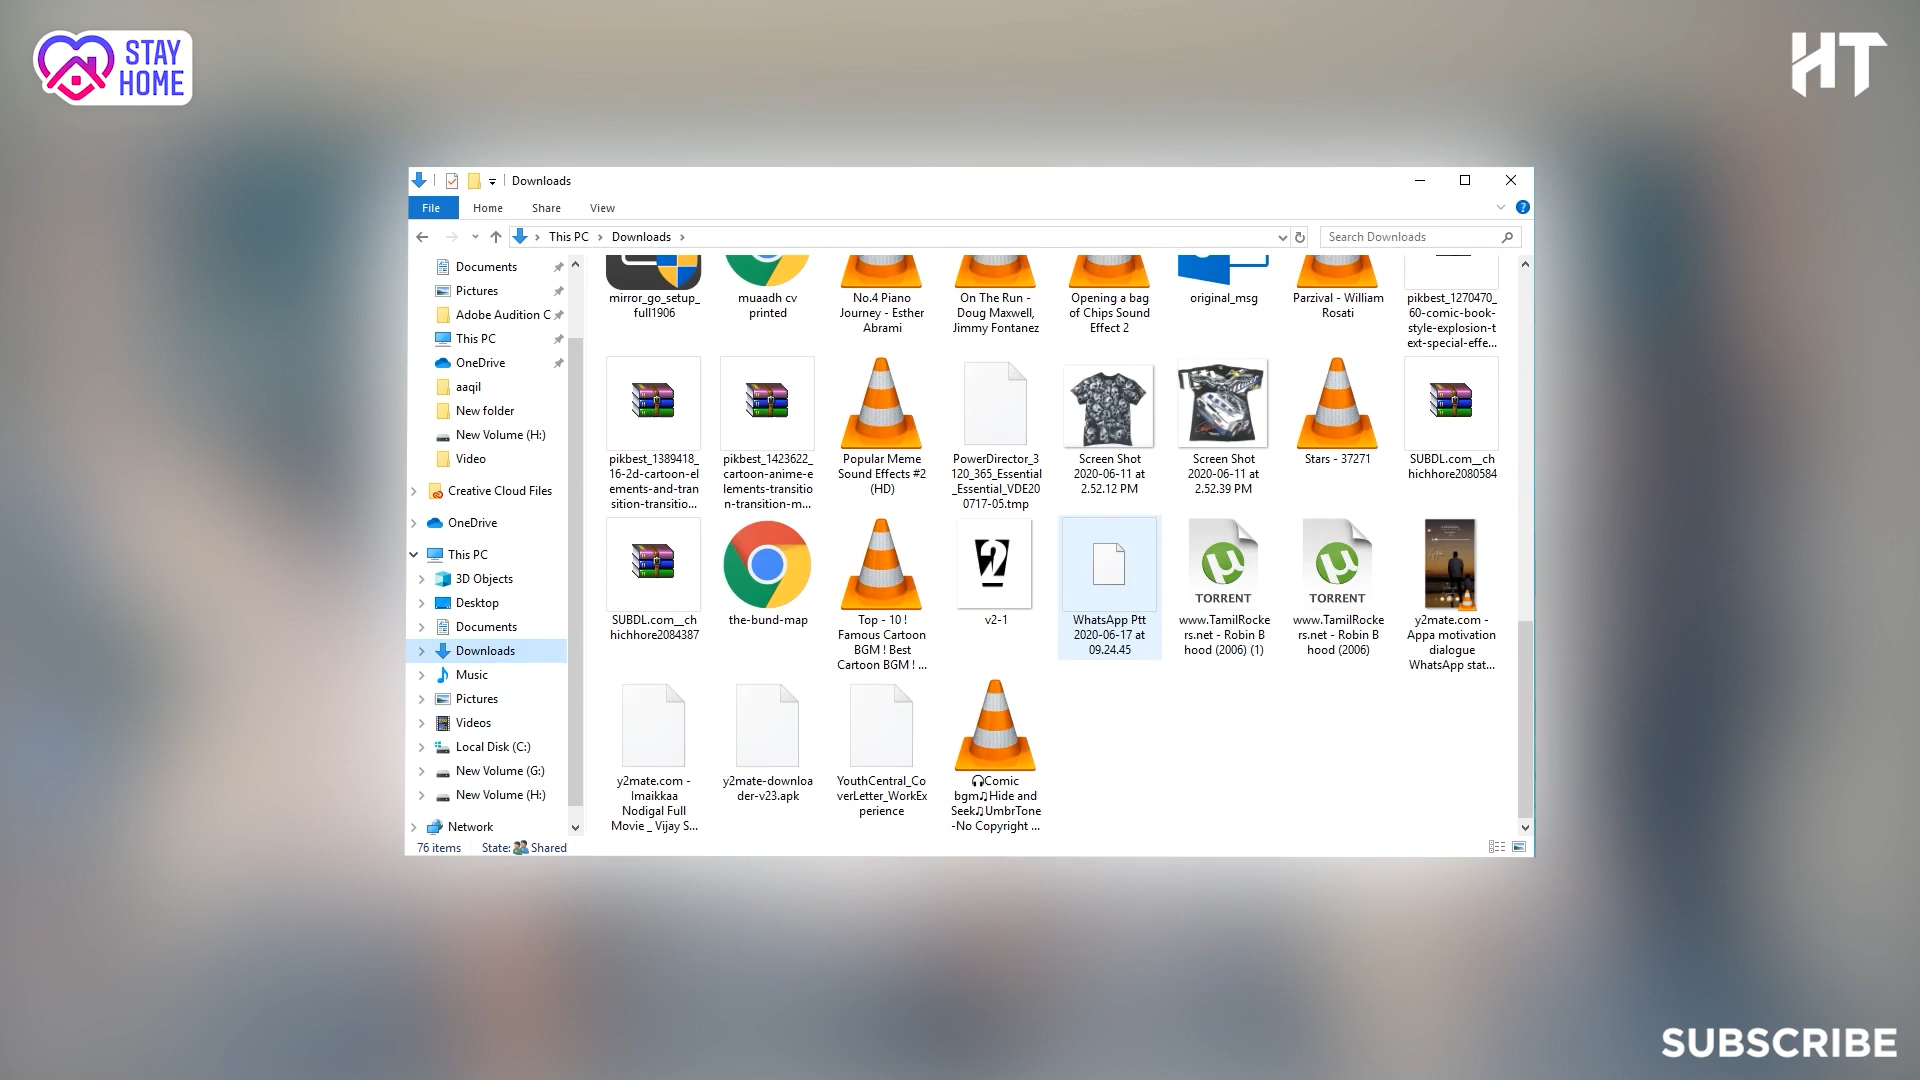 STAY
HOME
HT
Downloads
File
Home
Share
View
This PC
Downloads
Search Downloads
Documents
Pictures
Adobe Audition C
This PC
OneDrive
aaqil
New folder
New Volume (H:)
Video
Creative Cloud Files
OneDrive
This PC
3D Objects
Desktop
Documents
Downloads
Music
Pictures
Videos
Local Disk (C:)
New Volume (G:)
New Volume (H:)
Network
mirror_go_setup_
full1906
muaadh cv
printed
No.4 Piano
Journey - Esther
Abrami
On The Run -
Doug Maxwell,
Jimmy Fontanez
Opening a bag
of Chips Sound
Effect 2
original_msg
Parzival - William
Rosati
pikbest_1270470_
60-comic-book-
style-explosion-t
ext-special-effe...
pikbest_1389418_
16-2d-cartoon-el
ements-and-tran
sition-transitio...
pikbest_1423622_
cartoon-anime-e
lements-transitio
n-transition-m...
Popular Meme
Sound Effects #2
(HD)
PowerDirector_3
120_365_Essential
_Essential_VDE20
0717-05.tmp
Screen Shot
2020-06-11 at
2.52.12 PM
Screen Shot
2020-06-11 at
2.52.39 PM
Stars - 37271
SUBDL.com__ch
hichhore2080584
SUBDL.com__ch
hichhore2084387
the-bund-map
Top - 10 !
Famous Cartoon
BGM ! Best
Cartoon BGM ! ...
2
v2-1
WhatsApp Ptt
2020-06-17 at
09.24.45
TORRENT
www.TamilRocke
rs.net - Robin B
hood (2006) (1)
TORRENT
www.TamilRocke
rs.net - Robin B
hood (2006)
y2mate.com -
Appa motivation
dialogue
WhatsApp stat...
y2mate.com -
Imaikkaa
Nodigal Full
Movie _ Vijay S...
y2mate-downloa
der-v23.apk
YouthCentral_Co
verLetter_WorkEx
perience
🎧Comic
bgm♫Hide and
Seek♫UmbrTone
-No Copyright ...
76 items
State:
Shared
SUBSCRIBE